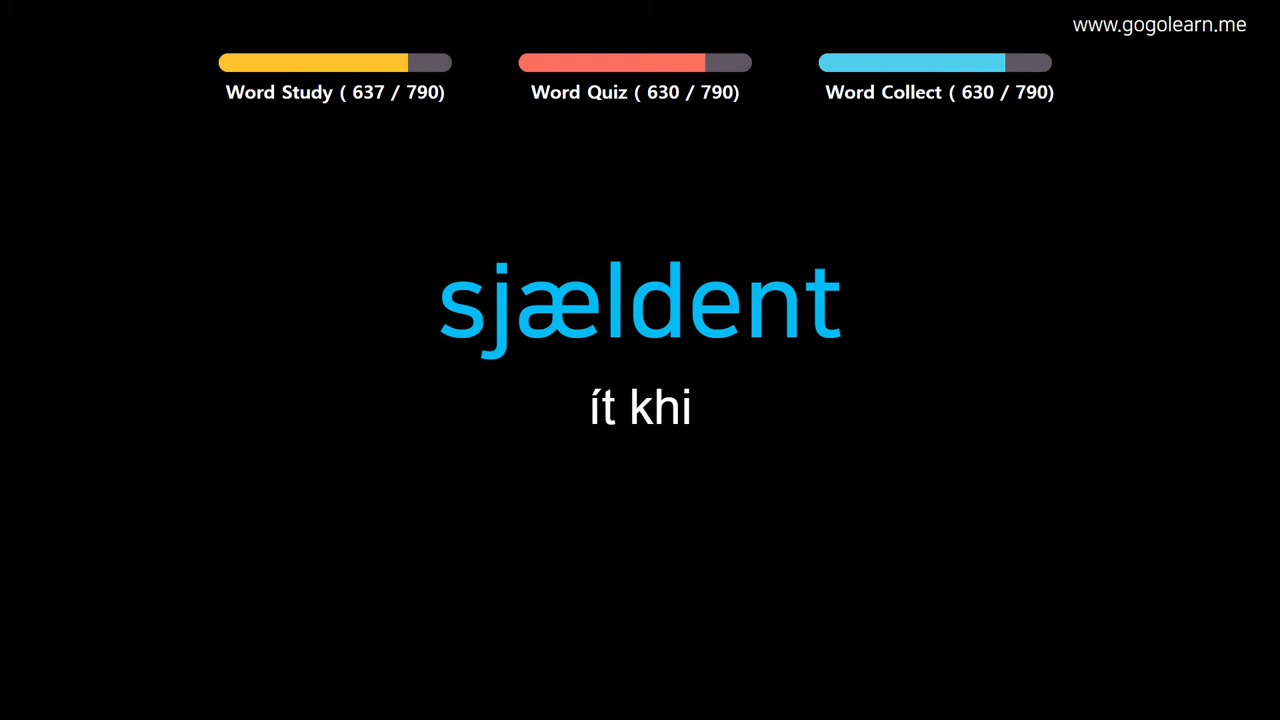 www.gogolearn.me
Word Study ( 637 / 790)
Word Quiz ( 630 / 790)
Word Collect ( 630 / 790)
sjældent
ít khi